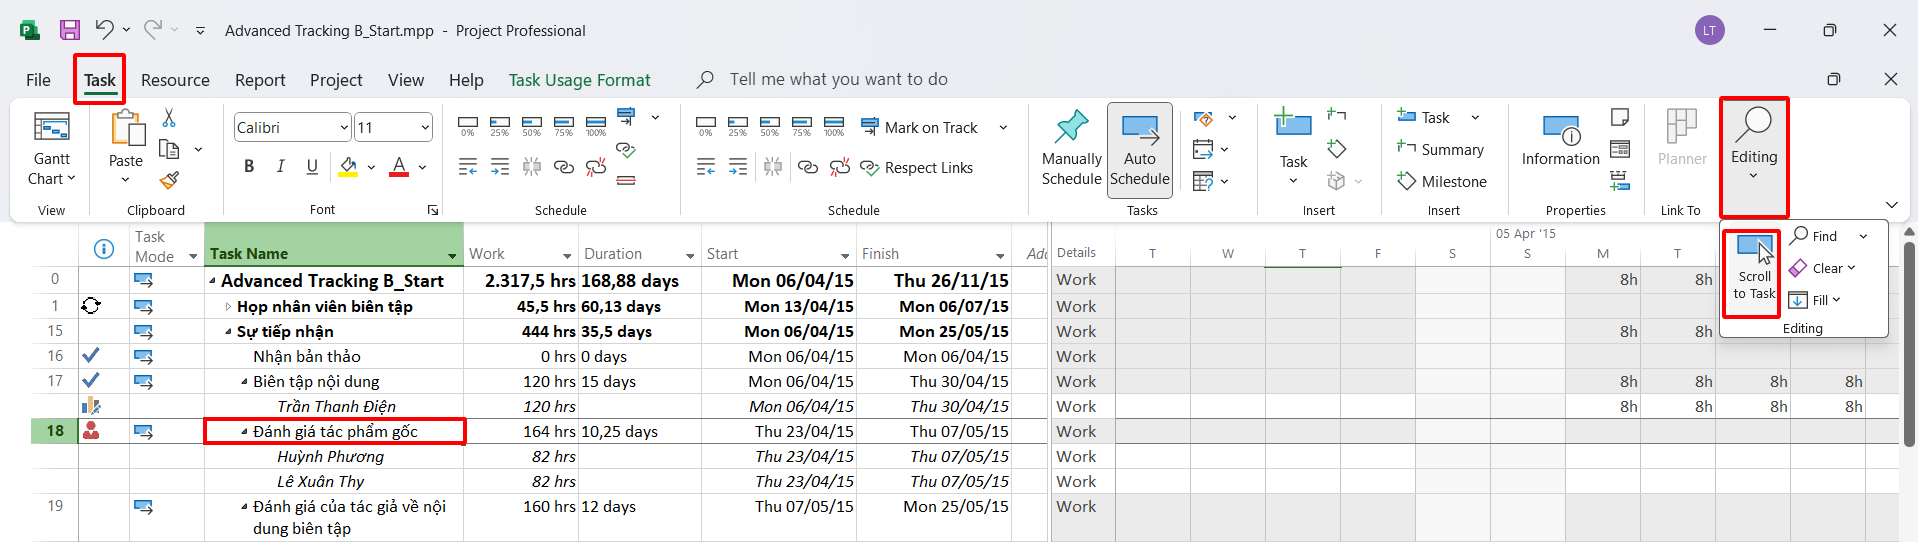 Advanced Tracking B_Start.mpp - Project Professional
LT
File Task Resource Report Project View Help Task Usage Format Tell me what you want to do
Gantt Chart
View
Paste
Clipboard
Calibri 11
B I U A
Font
0% 25% 50% 75% 100%
Schedule
0% 25% 50% 75% 100% Mark on Track
Respect Links
Schedule
Manually Schedule
Auto Schedule
Tasks
Task
Insert
Task
Summary
Milestone
Insert
Information
Properties
Planner
Link To
Editing
Scroll to Task
Find
Clear
Fill
Editing
Task Mode Task Name Work Duration Start Finish Add Details 05 Apr '15
T W T F S S M T
0 Advanced Tracking B_Start 2.317,5 hrs 168,88 days Mon 06/04/15 Thu 26/11/15 Work 8h 8h
1 Họp nhân viên biên tập 45,5 hrs 60,13 days Mon 13/04/15 Mon 06/07/15 Work
15 Sự tiếp nhận 444 hrs 35,5 days Mon 06/04/15 Mon 25/05/15 Work 8h 8h
16 Nhận bản thảo 0 hrs 0 days Mon 06/04/15 Mon 06/04/15 Work
17 Biên tập nội dung 120 hrs 15 days Mon 06/04/15 Thu 30/04/15 Work 8h 8h 8h 8h
Trần Thanh Điện 120 hrs Mon 06/04/15 Thu 30/04/15 Work 8h 8h 8h 8h
18 Đánh giá tác phẩm gốc 164 hrs 10,25 days Thu 23/04/15 Thu 07/05/15 Work
Huỳnh Phương 82 hrs Thu 23/04/15 Thu 07/05/15 Work
Lê Xuân Thy 82 hrs Thu 23/04/15 Thu 07/05/15 Work
19 Đánh giá của tác giả về nội 160 hrs 12 days Thu 07/05/15 Mon 25/05/15 Work
dung biên tập